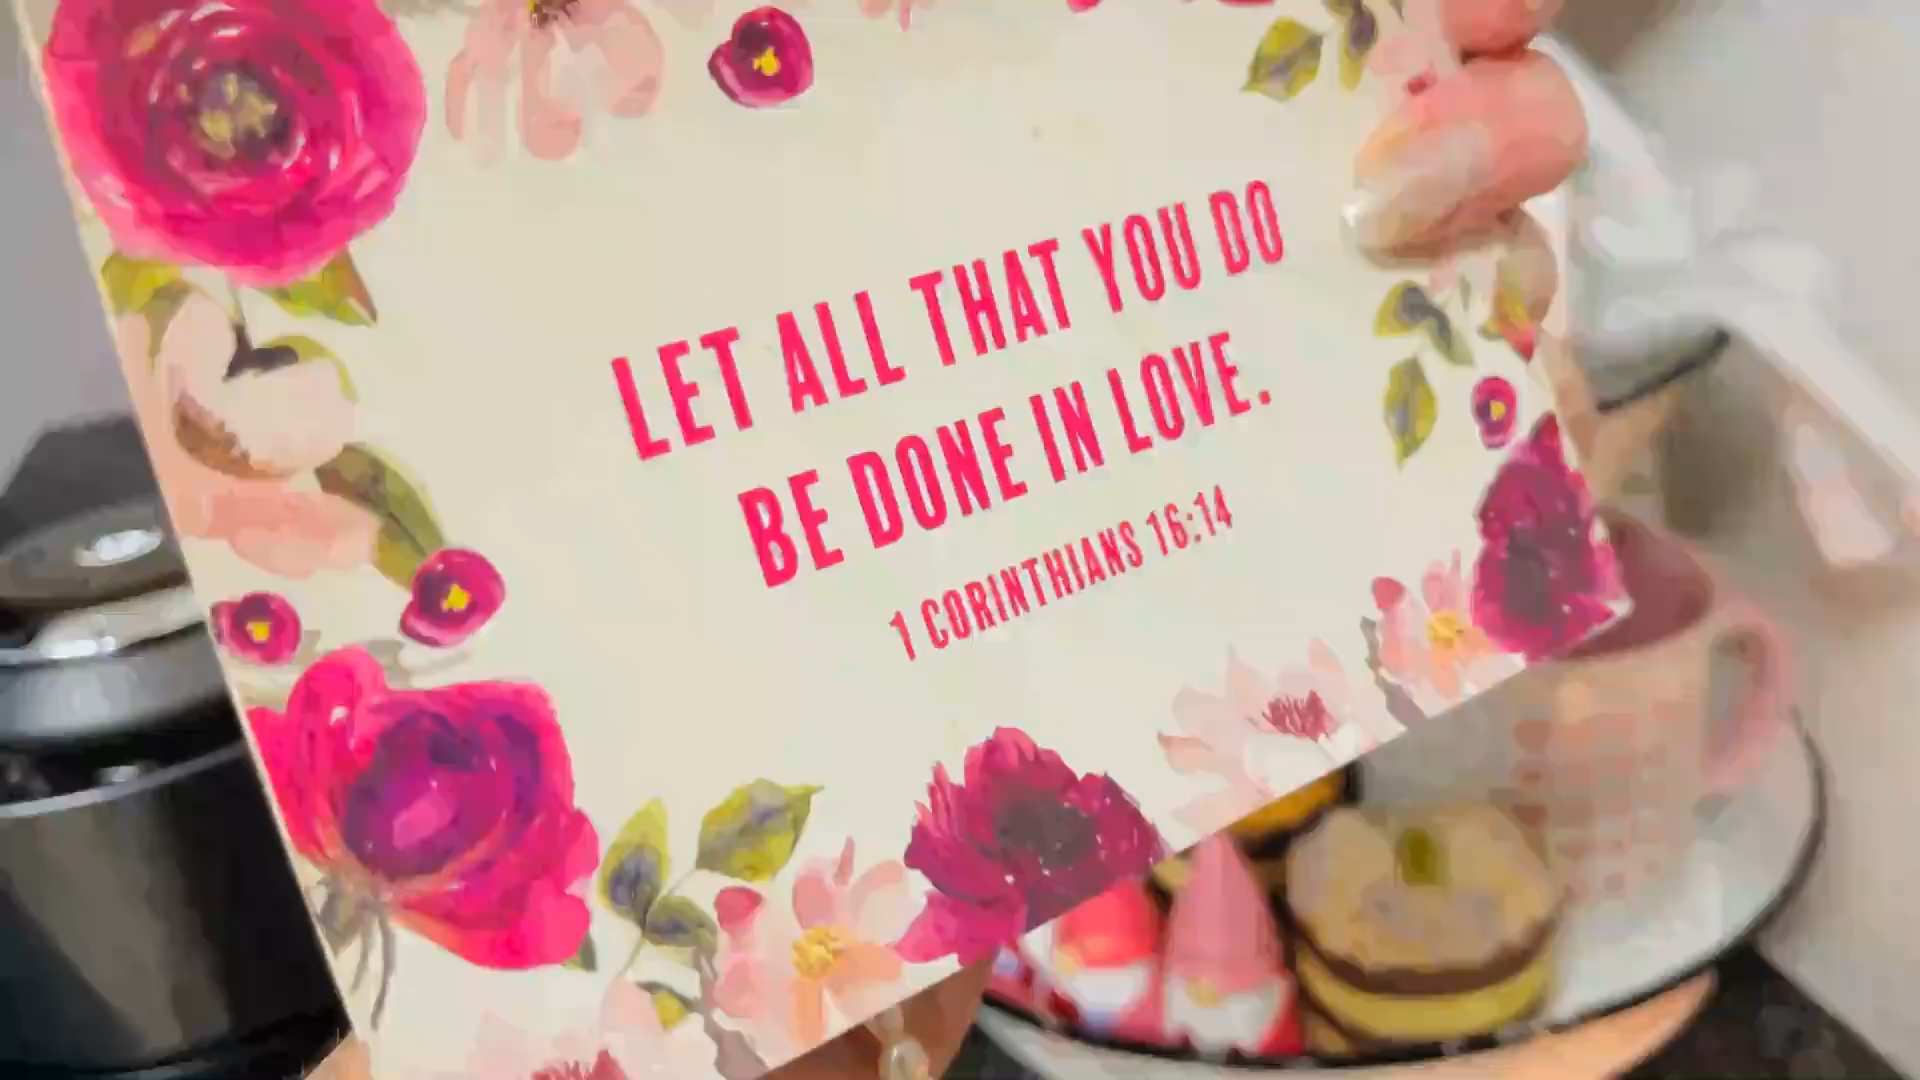 LET ALL THAT YOU DO
BE DONE IN LOVE.
1 CORINTHIANS 16:14